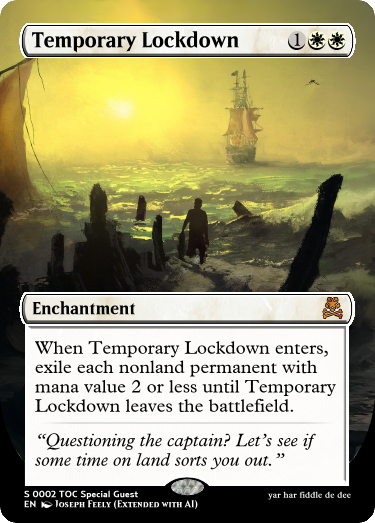 Temporary Lockdown 1
Enchantment
When Temporary Lockdown enters,
exile each nonland permanent with
mana value 2 or less until Temporary
Lockdown leaves the battlefield.
“Questioning the captain? Let’s see if
some time on land sorts you out.”
S 0002 TOC Special Guest
EN Joseph Feely (Extended with AI)
yar har fiddle de dee